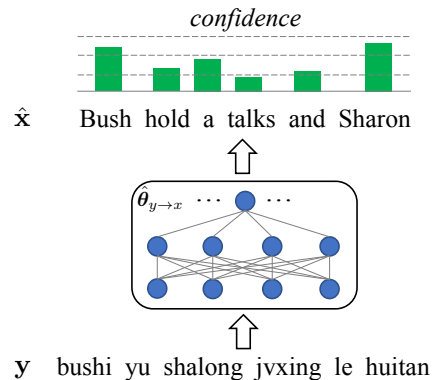 confidence
x̂ Bush hold a talks and Sharon
θ̂y→x ... ...
y bushi yu shalong jvxing le huitan